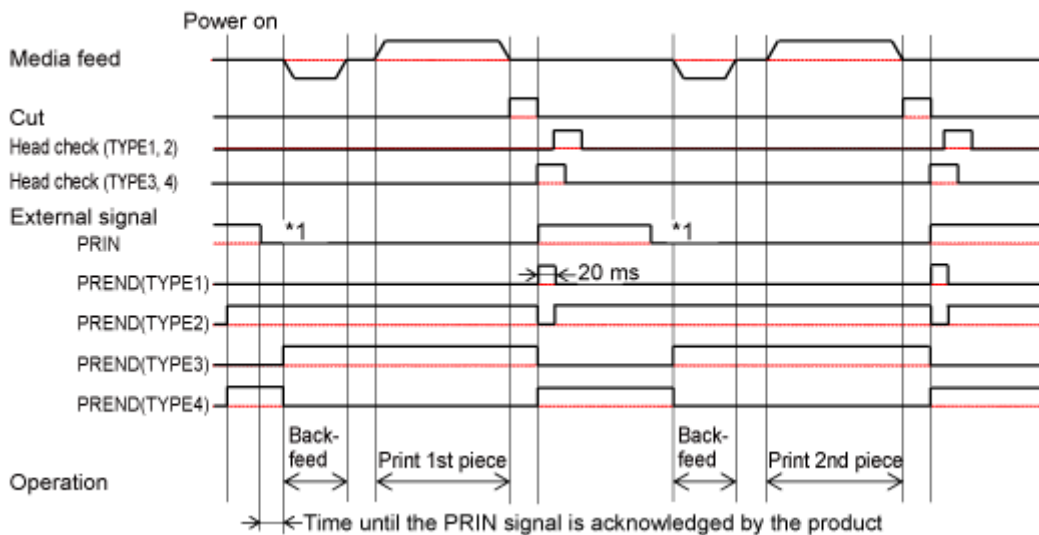 Power on
Media feed
Cut
Head check (TYPE1, 2)
Head check (TYPE3, 4)
External signal
PRIN *1 *1
PREND(TYPE1) 20 ms
PREND(TYPE2)
PREND(TYPE3)
PREND(TYPE4)
Back-
feed
Print 1st piece
Back-
feed
Print 2nd piece
Operation
Time until the PRIN signal is acknowledged by the product